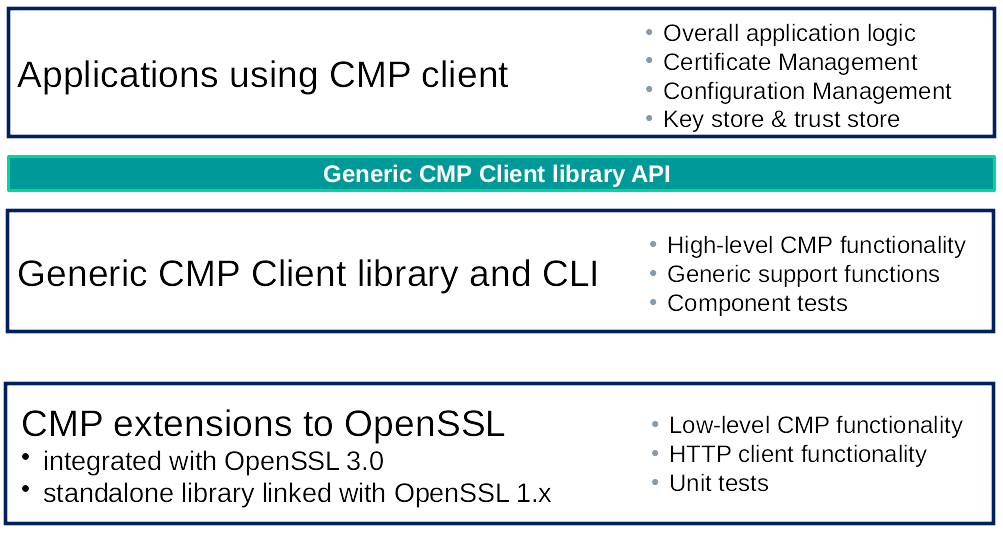 Applications using CMP client
• Overall application logic
• Certificate Management
• Configuration Management
• Key store & trust store
Generic CMP Client library API
Generic CMP Client library and CLI
• High-level CMP functionality
• Generic support functions
• Component tests
CMP extensions to OpenSSL
• integrated with OpenSSL 3.0
• standalone library linked with OpenSSL 1.x
• Low-level CMP functionality
• HTTP client functionality
• Unit tests